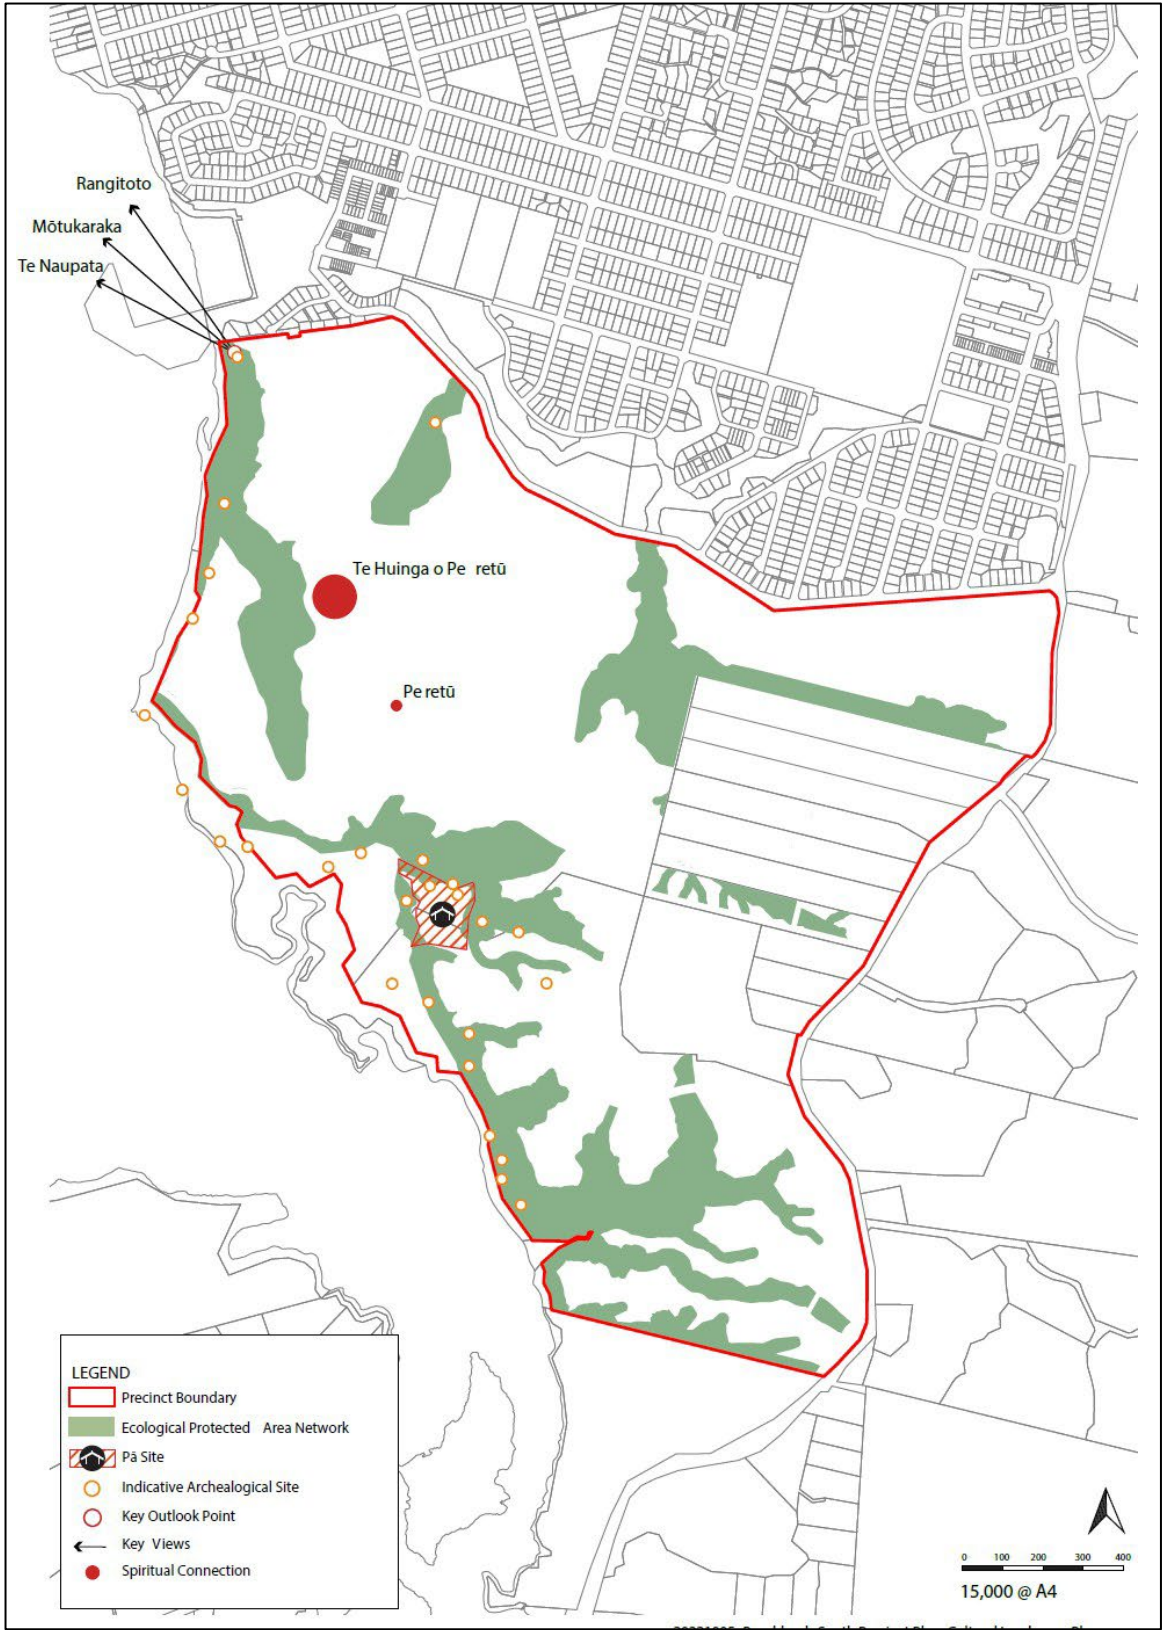 Rangitoto
Mōtukaraka
Te Naupata
Te Huinga o Pe retū
Pe retū
LEGEND
Precinct Boundary
Ecological Protected Area Network
Pā Site
Indicative Archealogical Site
Key Outlook Point
Key Views
Spiritual Connection
0 100 200 300 400
15,000 @ A4